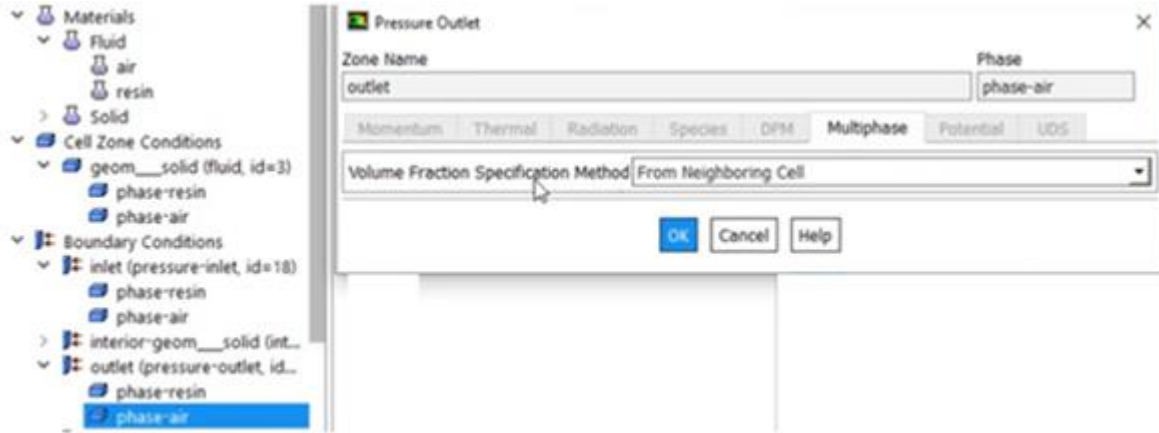 Materials
Fluid
air
resin
Solid
Cell Zone Conditions
geom___solid (fluid, id=3)
phase-resin
phase-air
Boundary Conditions
inlet (pressure-inlet, id=18)
phase-resin
phase-air
interior-geom___solid (int...
outlet (pressure-outlet, id...
phase-resin
phase-air
Pressure Outlet
Zone Name Phase
outlet phase-air
Momentum Thermal Radiation Species DPM Multiphase Potential UDS
Volume Fraction Specification Method From Neighboring Cell
OK Cancel Help